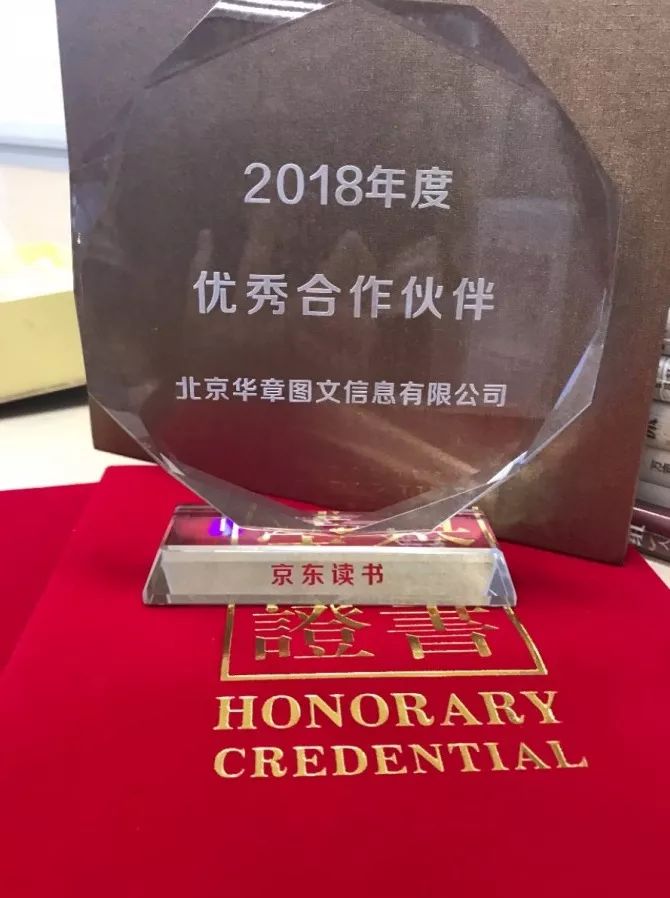 2018年度
优秀合作伙伴
北京华章图文信息有限公司
京东读书
證書
HONORARY
CREDENTIAL